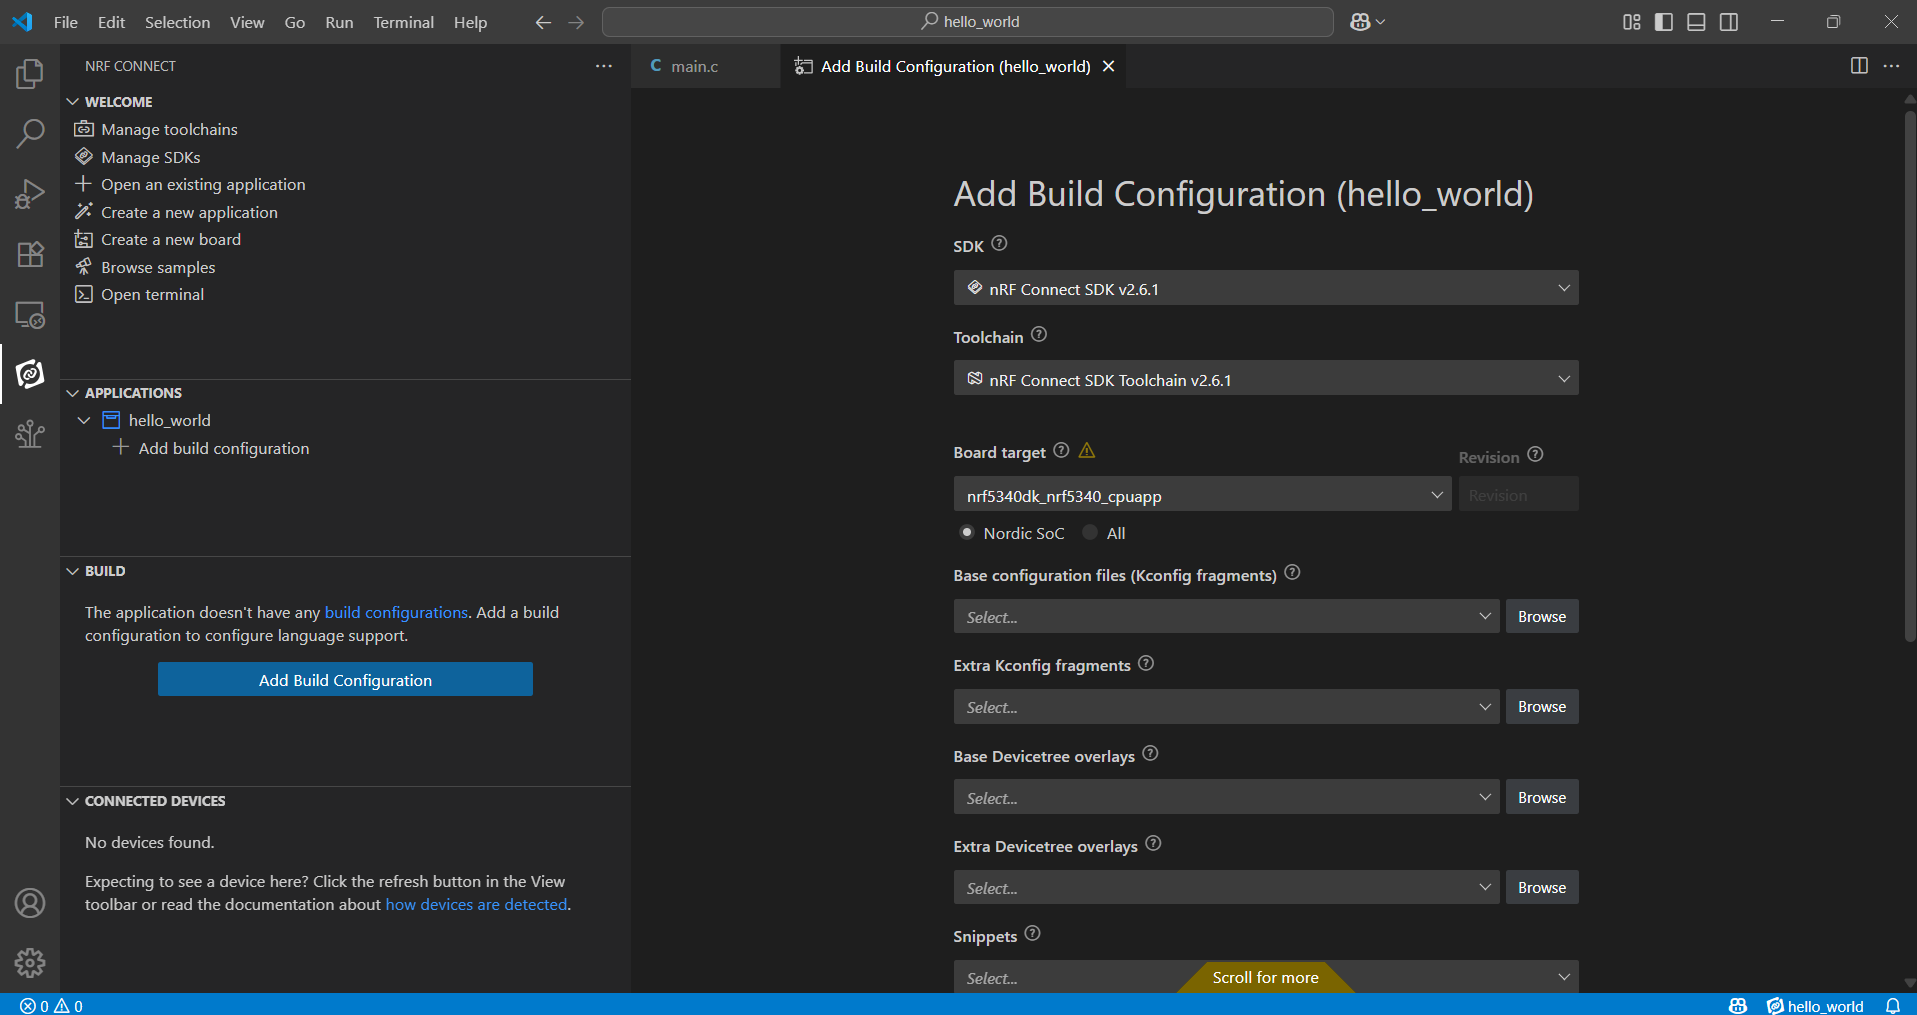 File Edit Selection View Go Run Terminal Help
hello_world
NRF CONNECT
WELCOME
Manage toolchains
Manage SDKs
Open an existing application
Create a new application
Create a new board
Browse samples
Open terminal
APPLICATIONS
hello_world
Add build configuration
BUILD
The application doesn't have any build configurations. Add a build
configuration to configure language support.
Add Build Configuration
CONNECTED DEVICES
No devices found.
Expecting to see a device here? Click the refresh button in the View
toolbar or read the documentation about how devices are detected.
C main.c
Add Build Configuration (hello_world)
Add Build Configuration (hello_world)
SDK
nRF Connect SDK v2.6.1
Toolchain
nRF Connect SDK Toolchain v2.6.1
Board target
Revision
nrf5340dk_nrf5340_cpuapp
Revision
Nordic SoC All
Base configuration files (Kconfig fragments)
Select... Browse
Extra Kconfig fragments
Select... Browse
Base Devicetree overlays
Select... Browse
Extra Devicetree overlays
Select... Browse
Snippets
Select...
Scroll for more
0 0
hello_world